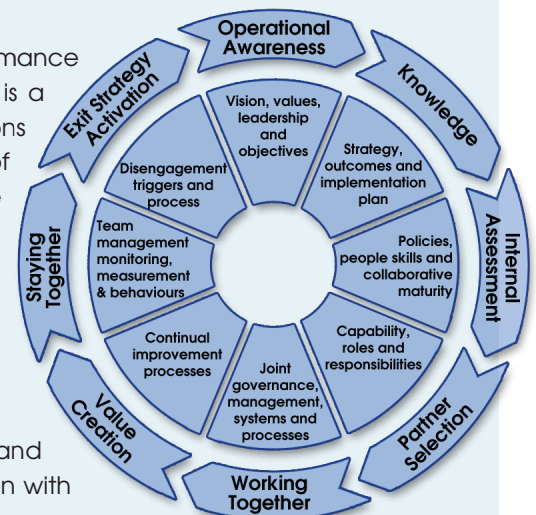 rmance
is a
ons
of
Operational
Awareness
Knowledge
Internal
Assessment
Partner
Selection
Working
Together
Value
Creation
Staying
Together
Exit Strategy
Activation
Vision, values,
leadership
and
objectives
Strategy,
outcomes and
implementation
plan
Policies,
people skills and
collaborative
maturity
Capability,
roles and
responsibilities
Joint
governance,
management,
systems and
processes
Continual
improvement
processes
Team
management
monitoring,
measurement
& behaviours
Disengagement
triggers and
process
and
n with